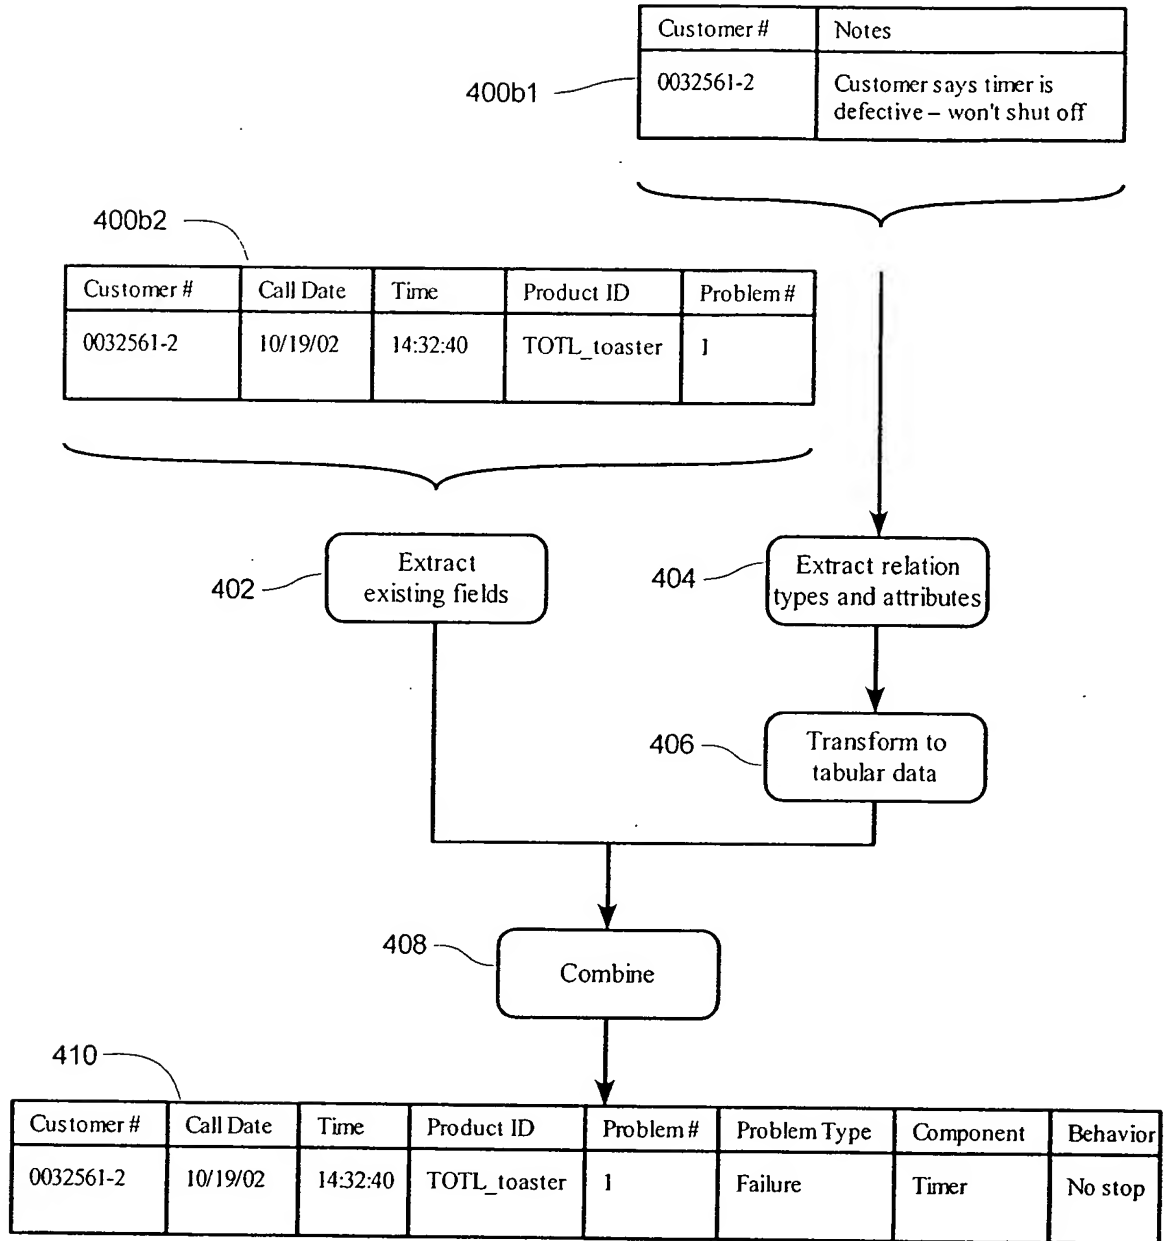 Customer # Notes
400b1 0032561-2 Customer says timer is
defective – won't shut off
400b2
Customer # Call Date Time Product ID Problem #
0032561-2 10/19/02 14:32:40 TOTL_toaster 1
402 Extract
existing fields
404 Extract relation
types and attributes
406 Transform to
tabular data
408 Combine
410
Customer # Call Date Time Product ID Problem # Problem Type Component Behavior
0032561-2 10/19/02 14:32:40 TOTL_toaster 1 Failure Timer No stop